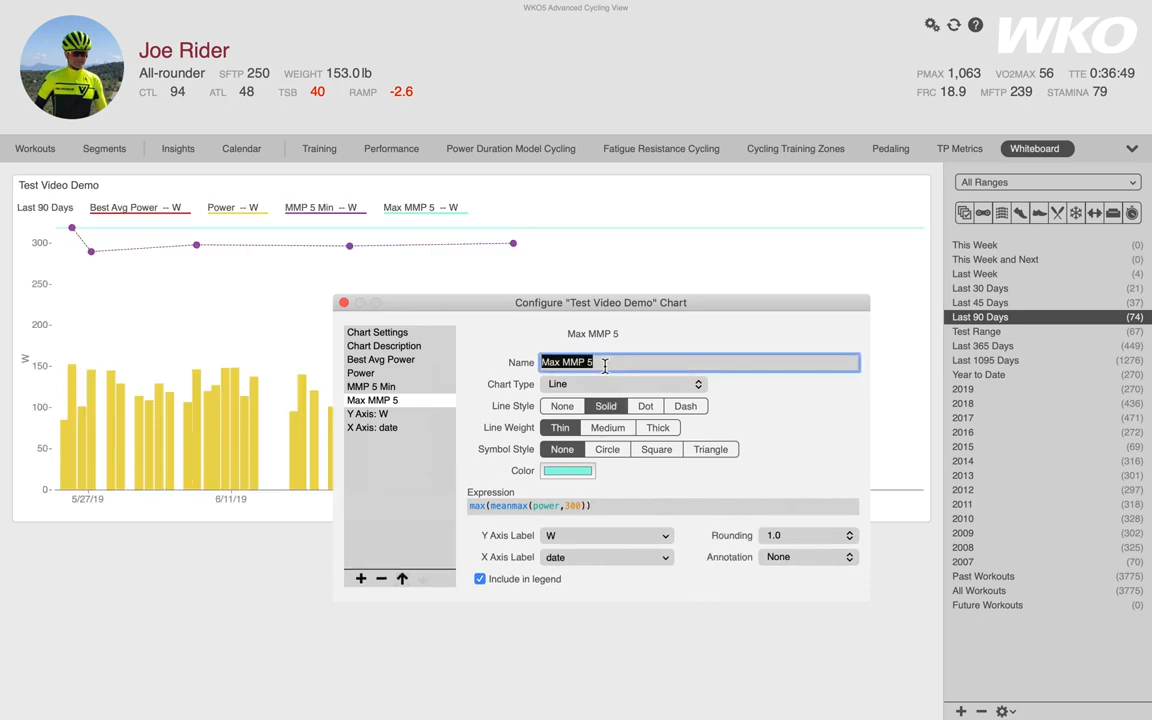 WKO5 Advanced Cycling View
Joe Rider
All-rounder SFTP 250 WEIGHT 153.0 lb
CTL 94 ATL 48 TSB 40 RAMP -2.6
WKO
PMAX 1,063 VO2MAX 56 TTE 0:36:49
FRC 18.9 MFTP 239 STAMINA 79
Workouts Segments Insights Calendar Training Performance Power Duration Model Cycling Fatigue Resistance Cycling Cycling Training Zones Pedaling TP Metrics Whiteboard
Test Video Demo
Last 90 Days Best Avg Power -- W Power -- W MMP 5 Min -- W Max MMP 5 -- W
300-
250-
200-
W
150-
100-
50-
0-
5/27/19 6/11/19
Configure "Test Video Demo" Chart
Chart Settings
Chart Description
Best Avg Power
Power
MMP 5 Min
Max MMP 5
Y Axis: W
X Axis: date
Max MMP 5
Name Max MMP 5
Chart Type Line
Line Style None Solid Dot Dash
Line Weight Thin Medium Thick
Symbol Style None Circle Square Triangle
Color
Expression
max(meanmax(power,300))
Y Axis Label W Rounding 1.0
X Axis Label date Annotation None
Include in legend
All Ranges
This Week (0)
This Week and Next (0)
Last Week (4)
Last 30 Days (21)
Last 45 Days (37)
Last 90 Days (74)
Test Range (67)
Last 365 Days (449)
Last 1095 Days (1276)
Year to Date (270)
2019 (270)
2018 (436)
2017 (471)
2016 (272)
2015 (69)
2014 (316)
2013 (301)
2012 (297)
2011 (318)
2010 (328)
2009 (302)
2008 (325)
2007 (70)
Past Workouts (3775)
All Workouts (3775)
Future Workouts (0)